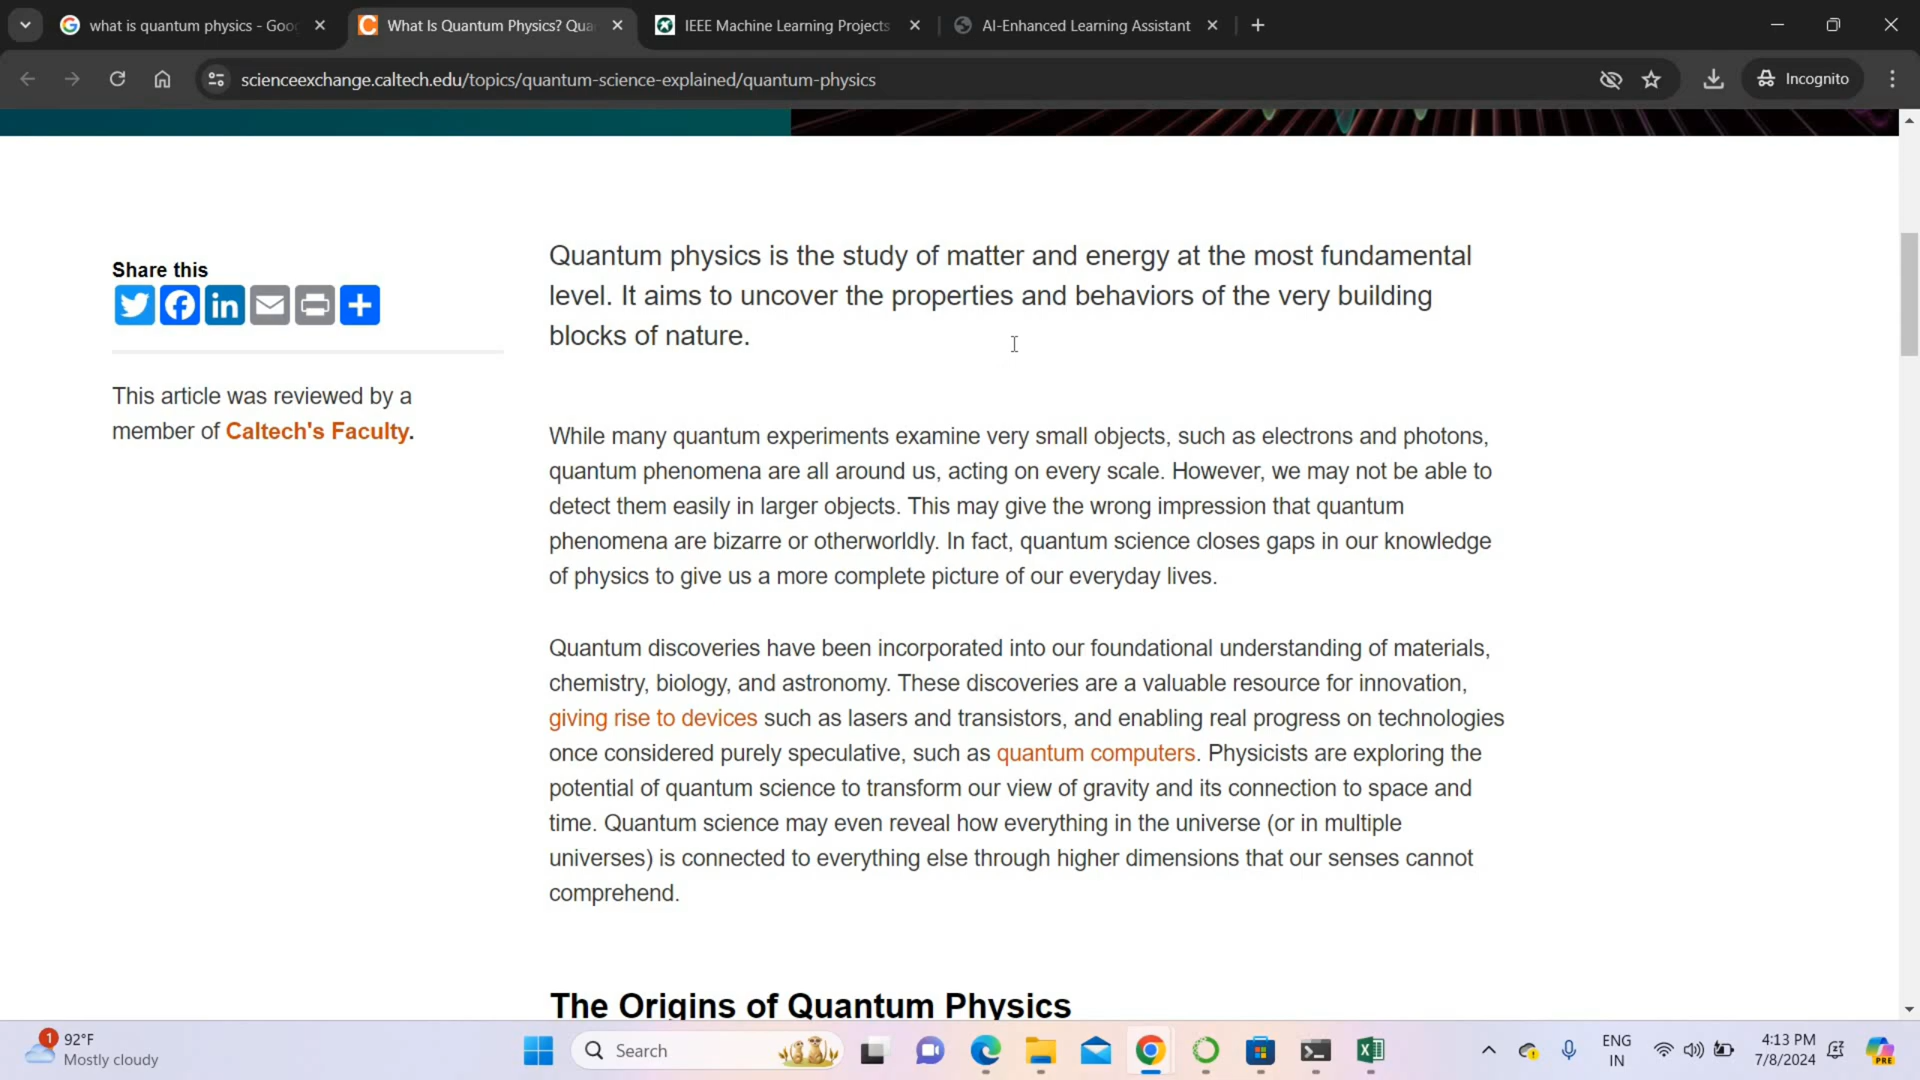 what is quantum physics - Goo
What Is Quantum Physics? Qua
IEEE Machine Learning Projects
AI-Enhanced Learning Assistant
scienceexchange.caltech.edu/topics/quantum-science-explained/quantum-physics
Incognito
Share this
This article was reviewed by a
member of Caltech's Faculty.
Quantum physics is the study of matter and energy at the most fundamental
level. It aims to uncover the properties and behaviors of the very building
blocks of nature.
While many quantum experiments examine very small objects, such as electrons and photons,
quantum phenomena are all around us, acting on every scale. However, we may not be able to
detect them easily in larger objects. This may give the wrong impression that quantum
phenomena are bizarre or otherworldly. In fact, quantum science closes gaps in our knowledge
of physics to give us a more complete picture of our everyday lives.
Quantum discoveries have been incorporated into our foundational understanding of materials,
chemistry, biology, and astronomy. These discoveries are a valuable resource for innovation,
giving rise to devices such as lasers and transistors, and enabling real progress on technologies
once considered purely speculative, such as quantum computers. Physicists are exploring the
potential of quantum science to transform our view of gravity and its connection to space and
time. Quantum science may even reveal how everything in the universe (or in multiple
universes) is connected to everything else through higher dimensions that our senses cannot
comprehend.
The Origins of Quantum Physics
1
92°F
Mostly cloudy
Search
ENG
IN
4:13 PM
7/8/2024
PRE